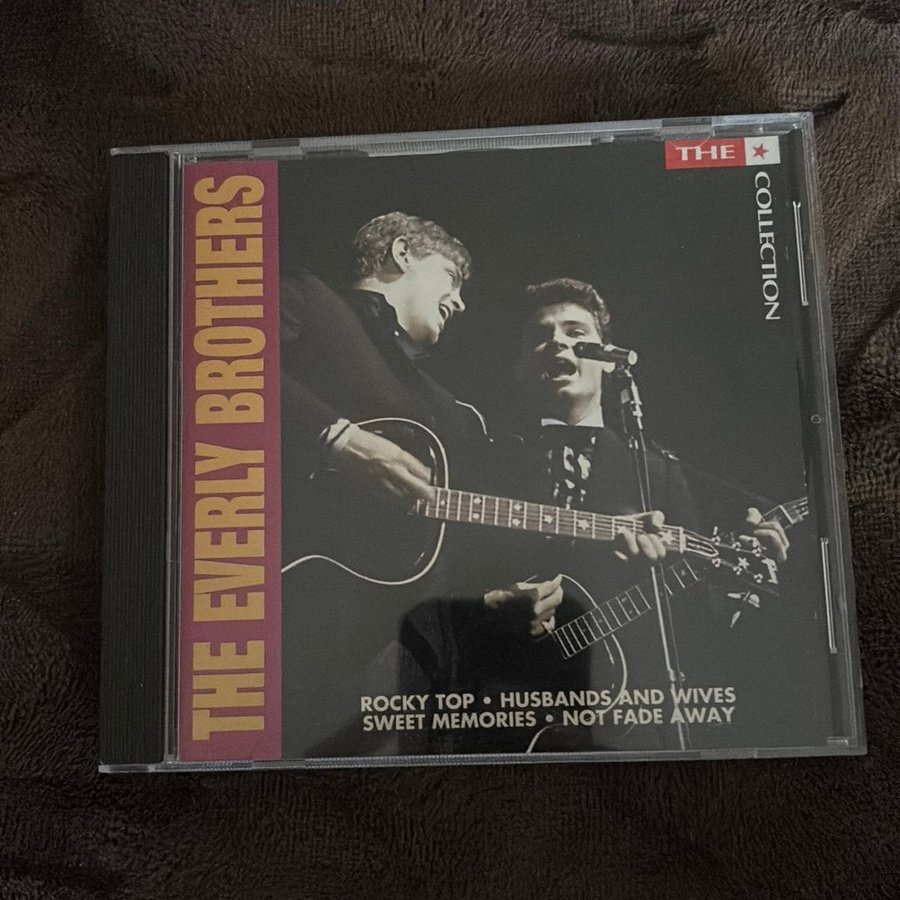 THE EVERLY BROTHERS
THE
COLLECTION
ROCKY TOP • HUSBANDS AND WIVES
SWEET MEMORIES • NOT FADE AWAY